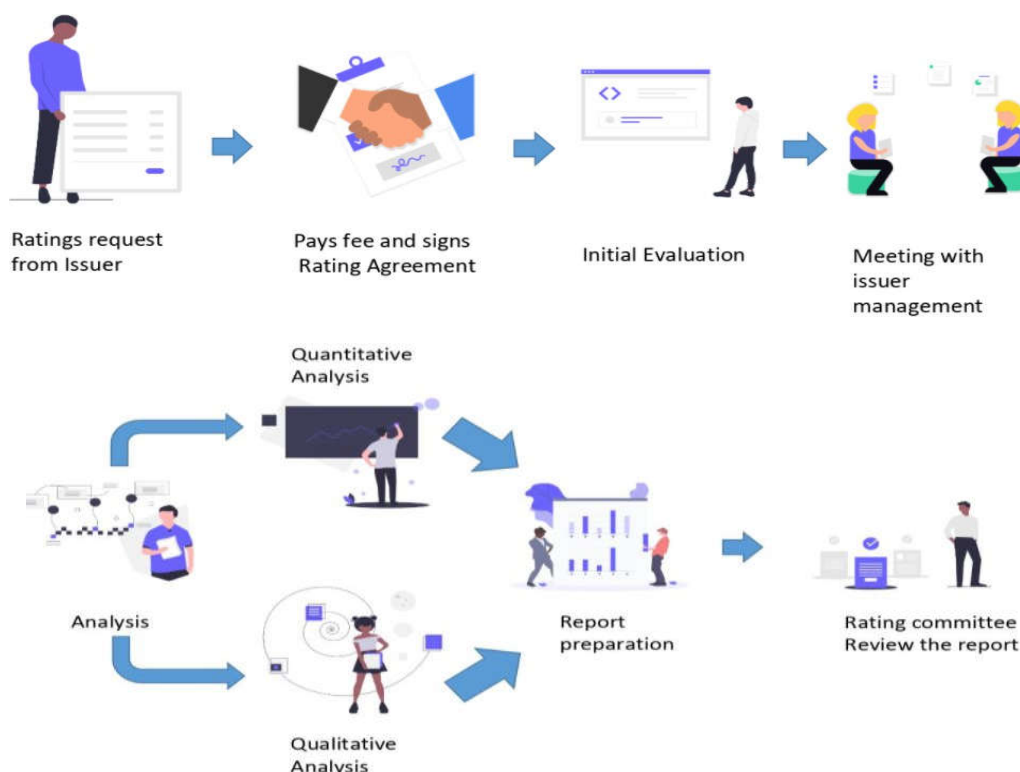 Ratings request
from Issuer
Pays fee and signs
Rating Agreement
Initial Evaluation
Meeting with
issuer
management
Quantitative
Analysis
Analysis
Qualitative
Analysis
Report
preparation
Rating committee
Review the report